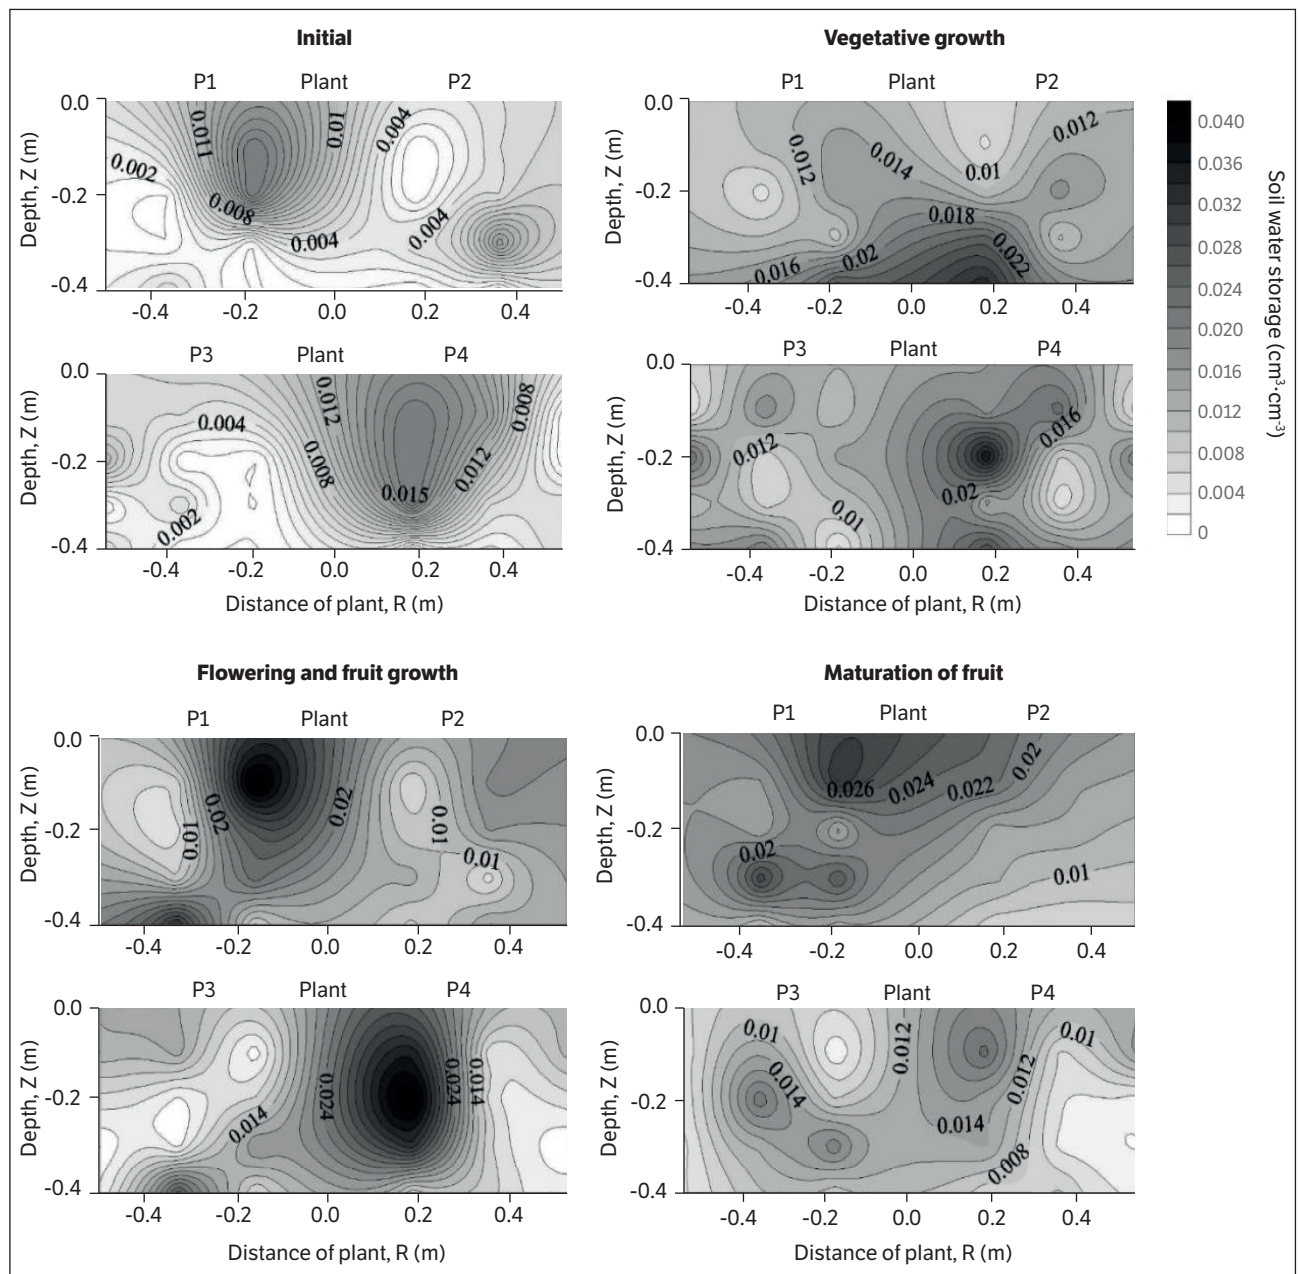 Initial
Vegetative growth
P1 Plant P2
P1 Plant P2
0.0
-0.2
-0.4
Depth, Z (m)
0.002
0.011
0.008
0.01
0.004
0.004
0.004
-0.4 -0.2 0.0 0.2 0.4
0.0
-0.2
-0.4
Depth, Z (m)
0.012
0.014
0.01
0.012
0.018
0.016
0.02
0.022
-0.4 -0.2 0.0 0.2 0.4
0.040
0.036
0.032
0.028
0.024
0.020
0.016
0.012
0.008
0.004
0
Soil water storage (cm³·cm⁻³)
P3 Plant P4
0.0
-0.2
-0.4
Depth, Z (m)
0.004
0.002
0.012
0.008
0.015
0.012
0.008
-0.4 -0.2 0.0 0.2 0.4
Distance of plant, R (m)
P3 Plant P4
0.0
-0.2
-0.4
Depth, Z (m)
0.012
0.01
0.02
0.016
-0.4 -0.2 0.0 0.2 0.4
Distance of plant, R (m)
Flowering and fruit growth
Maturation of fruit
P1 Plant P2
0.0
-0.2
-0.4
Depth, Z (m)
0.01
0.02
0.02
0.01
0.01
-0.4 -0.2 0.0 0.2 0.4
P1 Plant P2
0.0
-0.2
-0.4
Depth, Z (m)
0.026
0.024
0.022
0.02
0.02
0.01
-0.4 -0.2 0.0 0.2 0.4
P3 Plant P4
0.0
-0.2
-0.4
Depth, Z (m)
0.014
0.024
0.024
0.014
-0.4 -0.2 0.0 0.2 0.4
Distance of plant, R (m)
P3 Plant P4
0.0
-0.2
-0.4
Depth, Z (m)
0.01
0.014
0.012
0.014
0.012
0.01
0.008
-0.4 -0.2 0.0 0.2 0.4
Distance of plant, R (m)